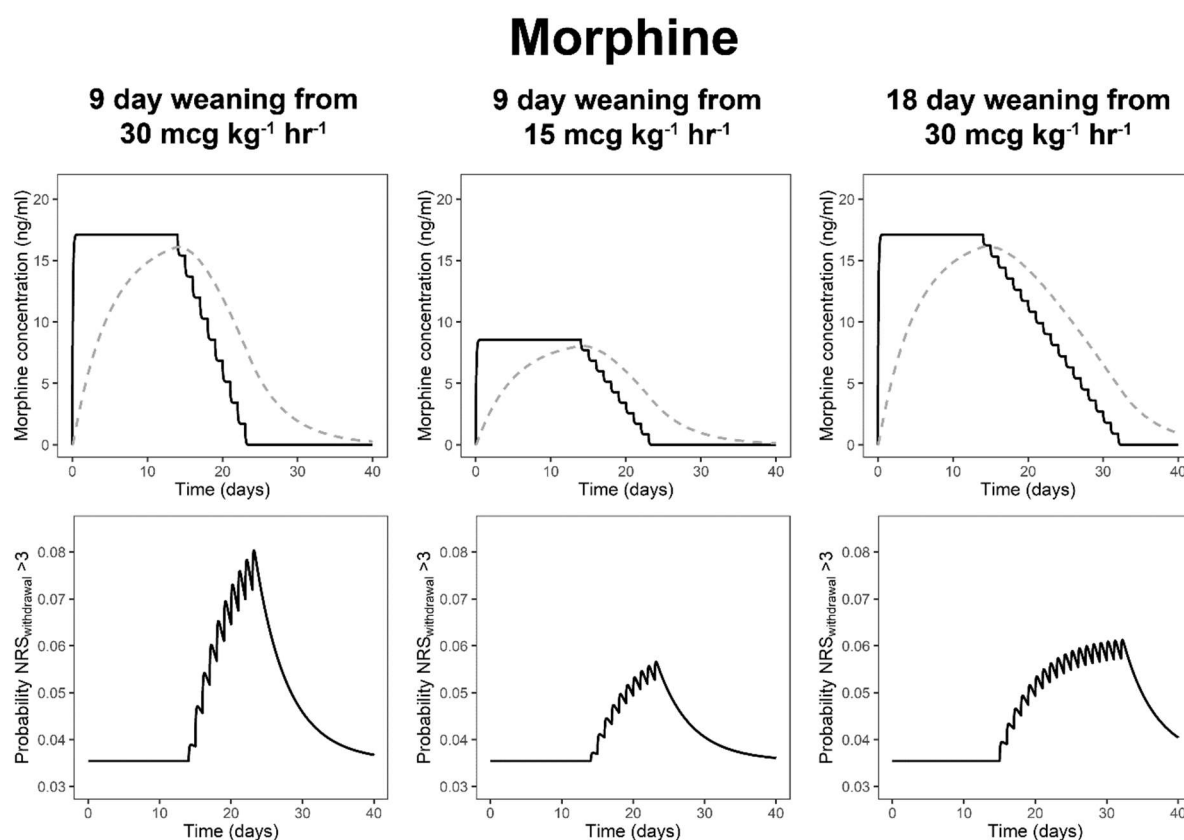 Morphine
9 day weaning from
30 mcg kg⁻¹ hr⁻¹
9 day weaning from
15 mcg kg⁻¹ hr⁻¹
18 day weaning from
30 mcg kg⁻¹ hr⁻¹
Morphine concentration (ng/ml)
20
15
10
5
0
0 10 20 30 40
Time (days)
Morphine concentration (ng/ml)
20
15
10
5
0
0 10 20 30 40
Time (days)
Morphine concentration (ng/ml)
20
15
10
5
0
0 10 20 30 40
Time (days)
Probability NRSwithdrawal >3
0.08
0.07
0.06
0.05
0.04
0.03
0 10 20 30 40
Time (days)
Probability NRSwithdrawal >3
0.08
0.07
0.06
0.05
0.04
0.03
0 10 20 30 40
Time (days)
Probability NRSwithdrawal >3
0.08
0.07
0.06
0.05
0.04
0.03
0 10 20 30 40
Time (days)